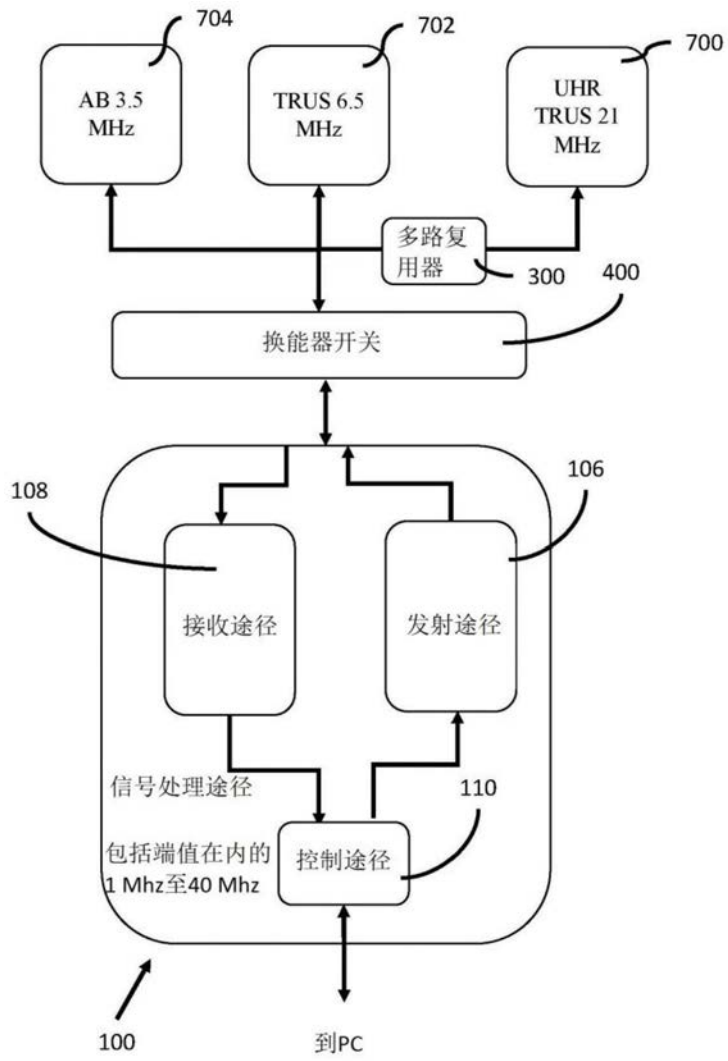 704
702
700
AB 3.5
MHz
TRUS 6.5
MHz
UHR
TRUS 21
MHz
多路复
用器
300
400
换能器开关
108
106
接收途径
发射途径
信号处理途径
110
包括端值在内的
1 Mhz至40 Mhz
控制途径
100
到PC